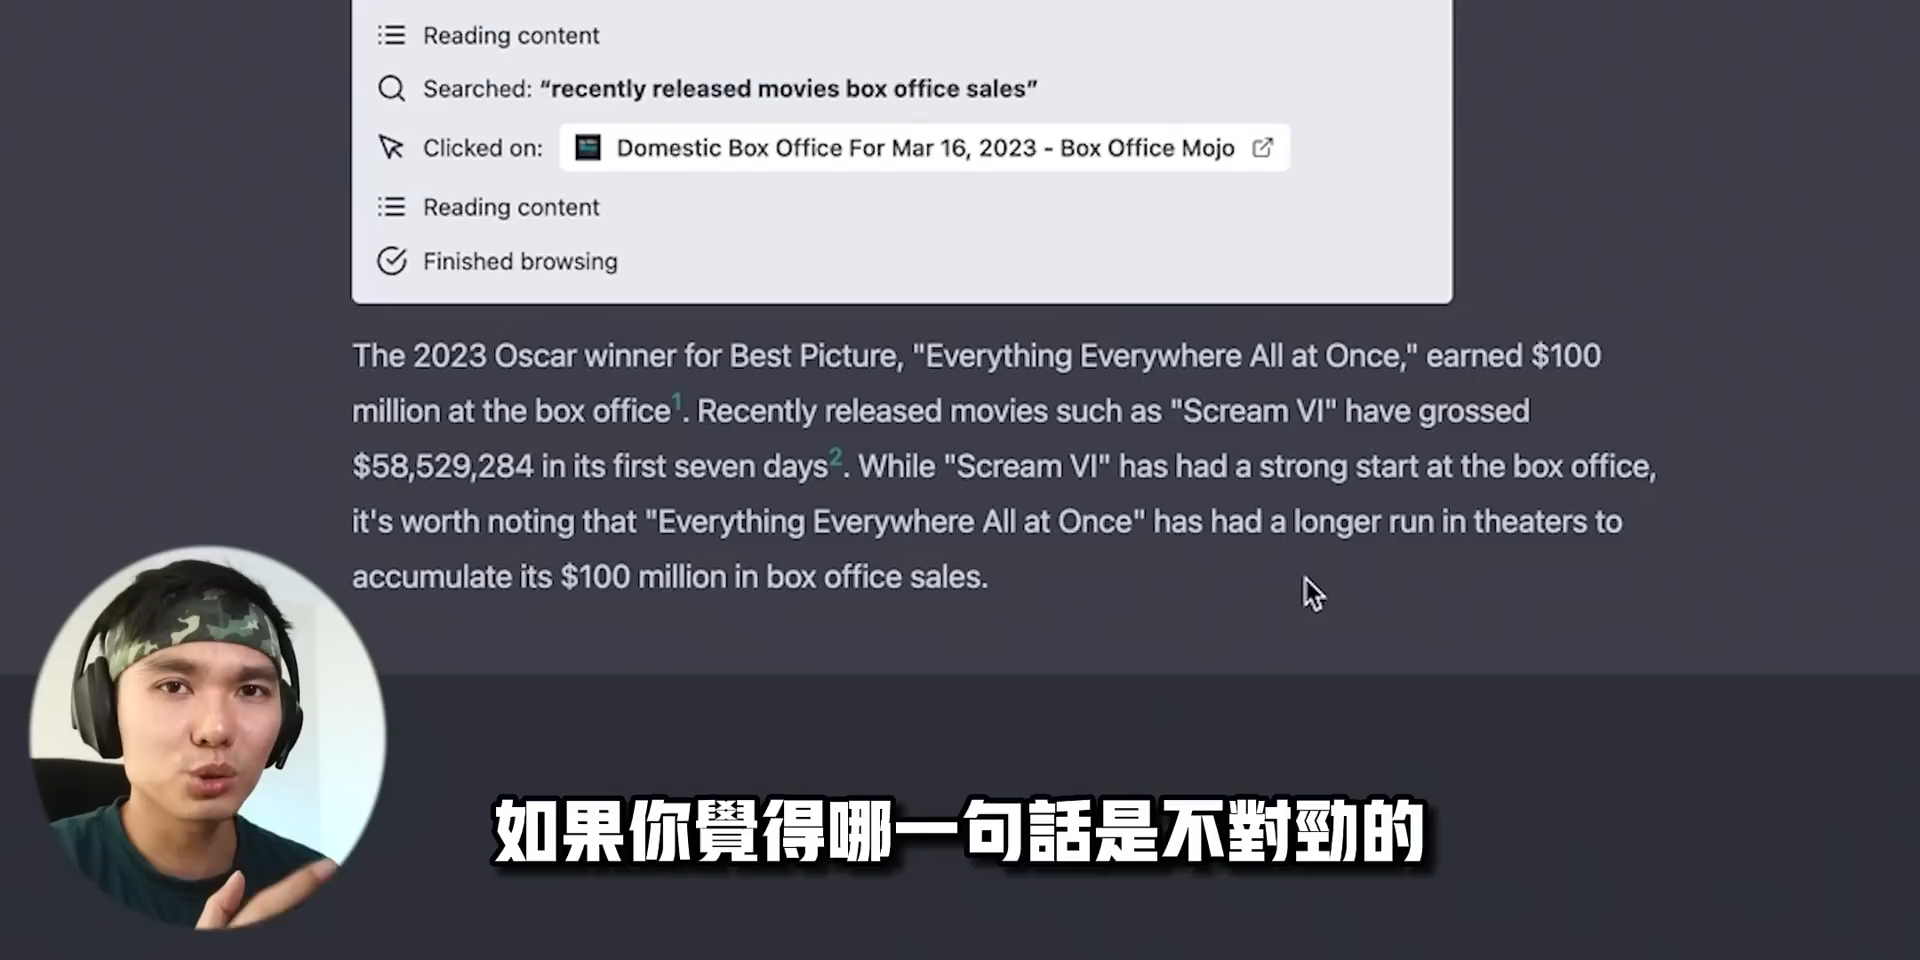 Reading content
Searched: “recently released movies box office sales”
Clicked on: Domestic Box Office For Mar 16, 2023 - Box Office Mojo
Reading content
Finished browsing
The 2023 Oscar winner for Best Picture, "Everything Everywhere All at Once," earned $100
million at the box office1. Recently released movies such as "Scream VI" have grossed
$58,529,284 in its first seven days2. While "Scream VI" has had a strong start at the box office,
it's worth noting that "Everything Everywhere All at Once" has had a longer run in theaters to
accumulate its $100 million in box office sales.
如果你覺得哪一句話是不對勁的